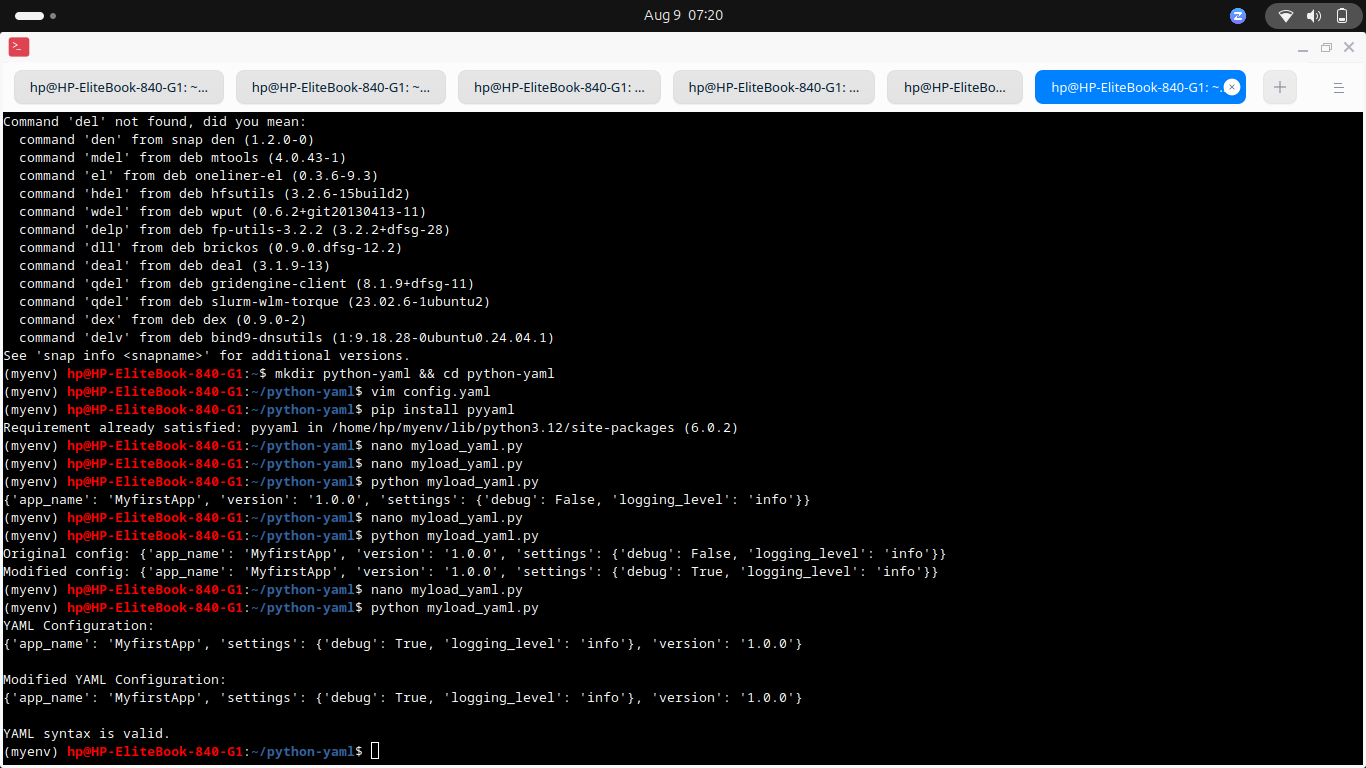 Aug 9 07:20
hp@HP-EliteBook-840-G1: ~... hp@HP-EliteBook-840-G1: ~... hp@HP-EliteBook-840-G1: ... hp@HP-EliteBook-840-G1: ... hp@HP-EliteBo... hp@HP-EliteBook-840-G1: ~.
Command 'del' not found, did you mean:
  command 'den' from snap den (1.2.0-0)
  command 'mdel' from deb mtools (4.0.43-1)
  command 'el' from deb oneliner-el (0.3.6-9.3)
  command 'hdel' from deb hfsutils (3.2.6-15build2)
  command 'wdel' from deb wput (0.6.2+git20130413-11)
  command 'delp' from deb fp-utils-3.2.2 (3.2.2+dfsg-28)
  command 'dll' from deb brickos (0.9.0.dfsg-12.2)
  command 'deal' from deb deal (3.1.9-13)
  command 'qdel' from deb gridengine-client (8.1.9+dfsg-11)
  command 'qdel' from deb slurm-wlm-torque (23.02.6-1ubuntu2)
  command 'dex' from deb dex (0.9.0-2)
  command 'delv' from deb bind9-dnsutils (1:9.18.28-0ubuntu0.24.04.1)
See 'snap info <snapname>' for additional versions.
(myenv) hp@HP-EliteBook-840-G1:~$ mkdir python-yaml && cd python-yaml
(myenv) hp@HP-EliteBook-840-G1:~/python-yaml$ vim config.yaml
(myenv) hp@HP-EliteBook-840-G1:~/python-yaml$ pip install pyyaml
Requirement already satisfied: pyyaml in /home/hp/myenv/lib/python3.12/site-packages (6.0.2)
(myenv) hp@HP-EliteBook-840-G1:~/python-yaml$ nano myload_yaml.py
(myenv) hp@HP-EliteBook-840-G1:~/python-yaml$ nano myload_yaml.py
(myenv) hp@HP-EliteBook-840-G1:~/python-yaml$ python myload_yaml.py
{'app_name': 'MyfirstApp', 'version': '1.0.0', 'settings': {'debug': False, 'logging_level': 'info'}}
(myenv) hp@HP-EliteBook-840-G1:~/python-yaml$ nano myload_yaml.py
(myenv) hp@HP-EliteBook-840-G1:~/python-yaml$ python myload_yaml.py
Original config: {'app_name': 'MyfirstApp', 'version': '1.0.0', 'settings': {'debug': False, 'logging_level': 'info'}}
Modified config: {'app_name': 'MyfirstApp', 'version': '1.0.0', 'settings': {'debug': True, 'logging_level': 'info'}}
(myenv) hp@HP-EliteBook-840-G1:~/python-yaml$ nano myload_yaml.py
(myenv) hp@HP-EliteBook-840-G1:~/python-yaml$ python myload_yaml.py
YAML Configuration:
{'app_name': 'MyfirstApp', 'settings': {'debug': True, 'logging_level': 'info'}, 'version': '1.0.0'}

Modified YAML Configuration:
{'app_name': 'MyfirstApp', 'settings': {'debug': True, 'logging_level': 'info'}, 'version': '1.0.0'}

YAML syntax is valid.
(myenv) hp@HP-EliteBook-840-G1:~/python-yaml$